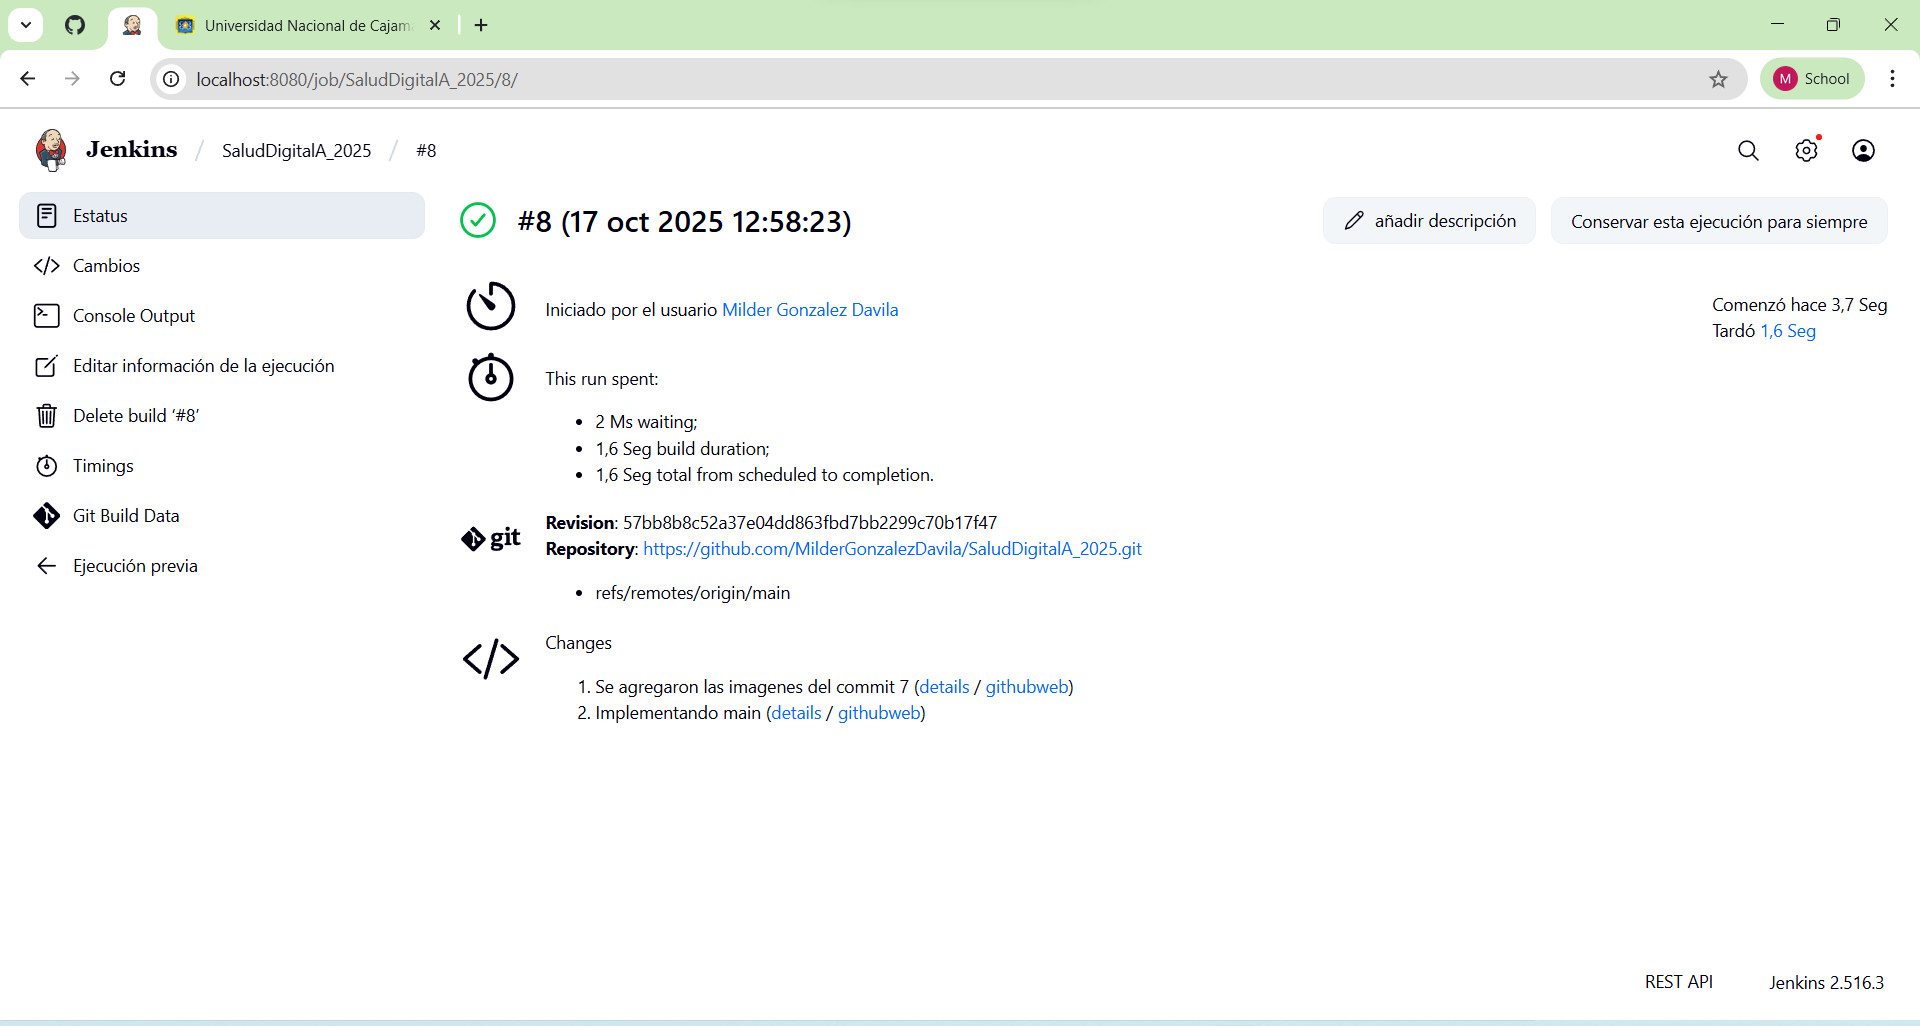 Universidad Nacional de Cajam
localhost:8080/job/SaludDigitalA_2025/8/
M School
Jenkins / SaludDigitalA_2025 / #8
Estatus
Cambios
Console Output
Editar información de la ejecución
Delete build ‘#8’
Timings
Git Build Data
Ejecución previa
#8 (17 oct 2025 12:58:23)
añadir descripción
Conservar esta ejecución para siempre
Iniciado por el usuario Milder Gonzalez Davila
Comenzó hace 3,7 Seg
Tardó 1,6 Seg
This run spent:
• 2 Ms waiting;
• 1,6 Seg build duration;
• 1,6 Seg total from scheduled to completion.
git
Revision: 57bb8b8c52a37e04dd863fbd7bb2299c70b17f47
Repository: https://github.com/MilderGonzalezDavila/SaludDigitalA_2025.git
• refs/remotes/origin/main
Changes
1. Se agregaron las imagenes del commit 7 (details / githubweb)
2. Implementando main (details / githubweb)
REST API
Jenkins 2.516.3